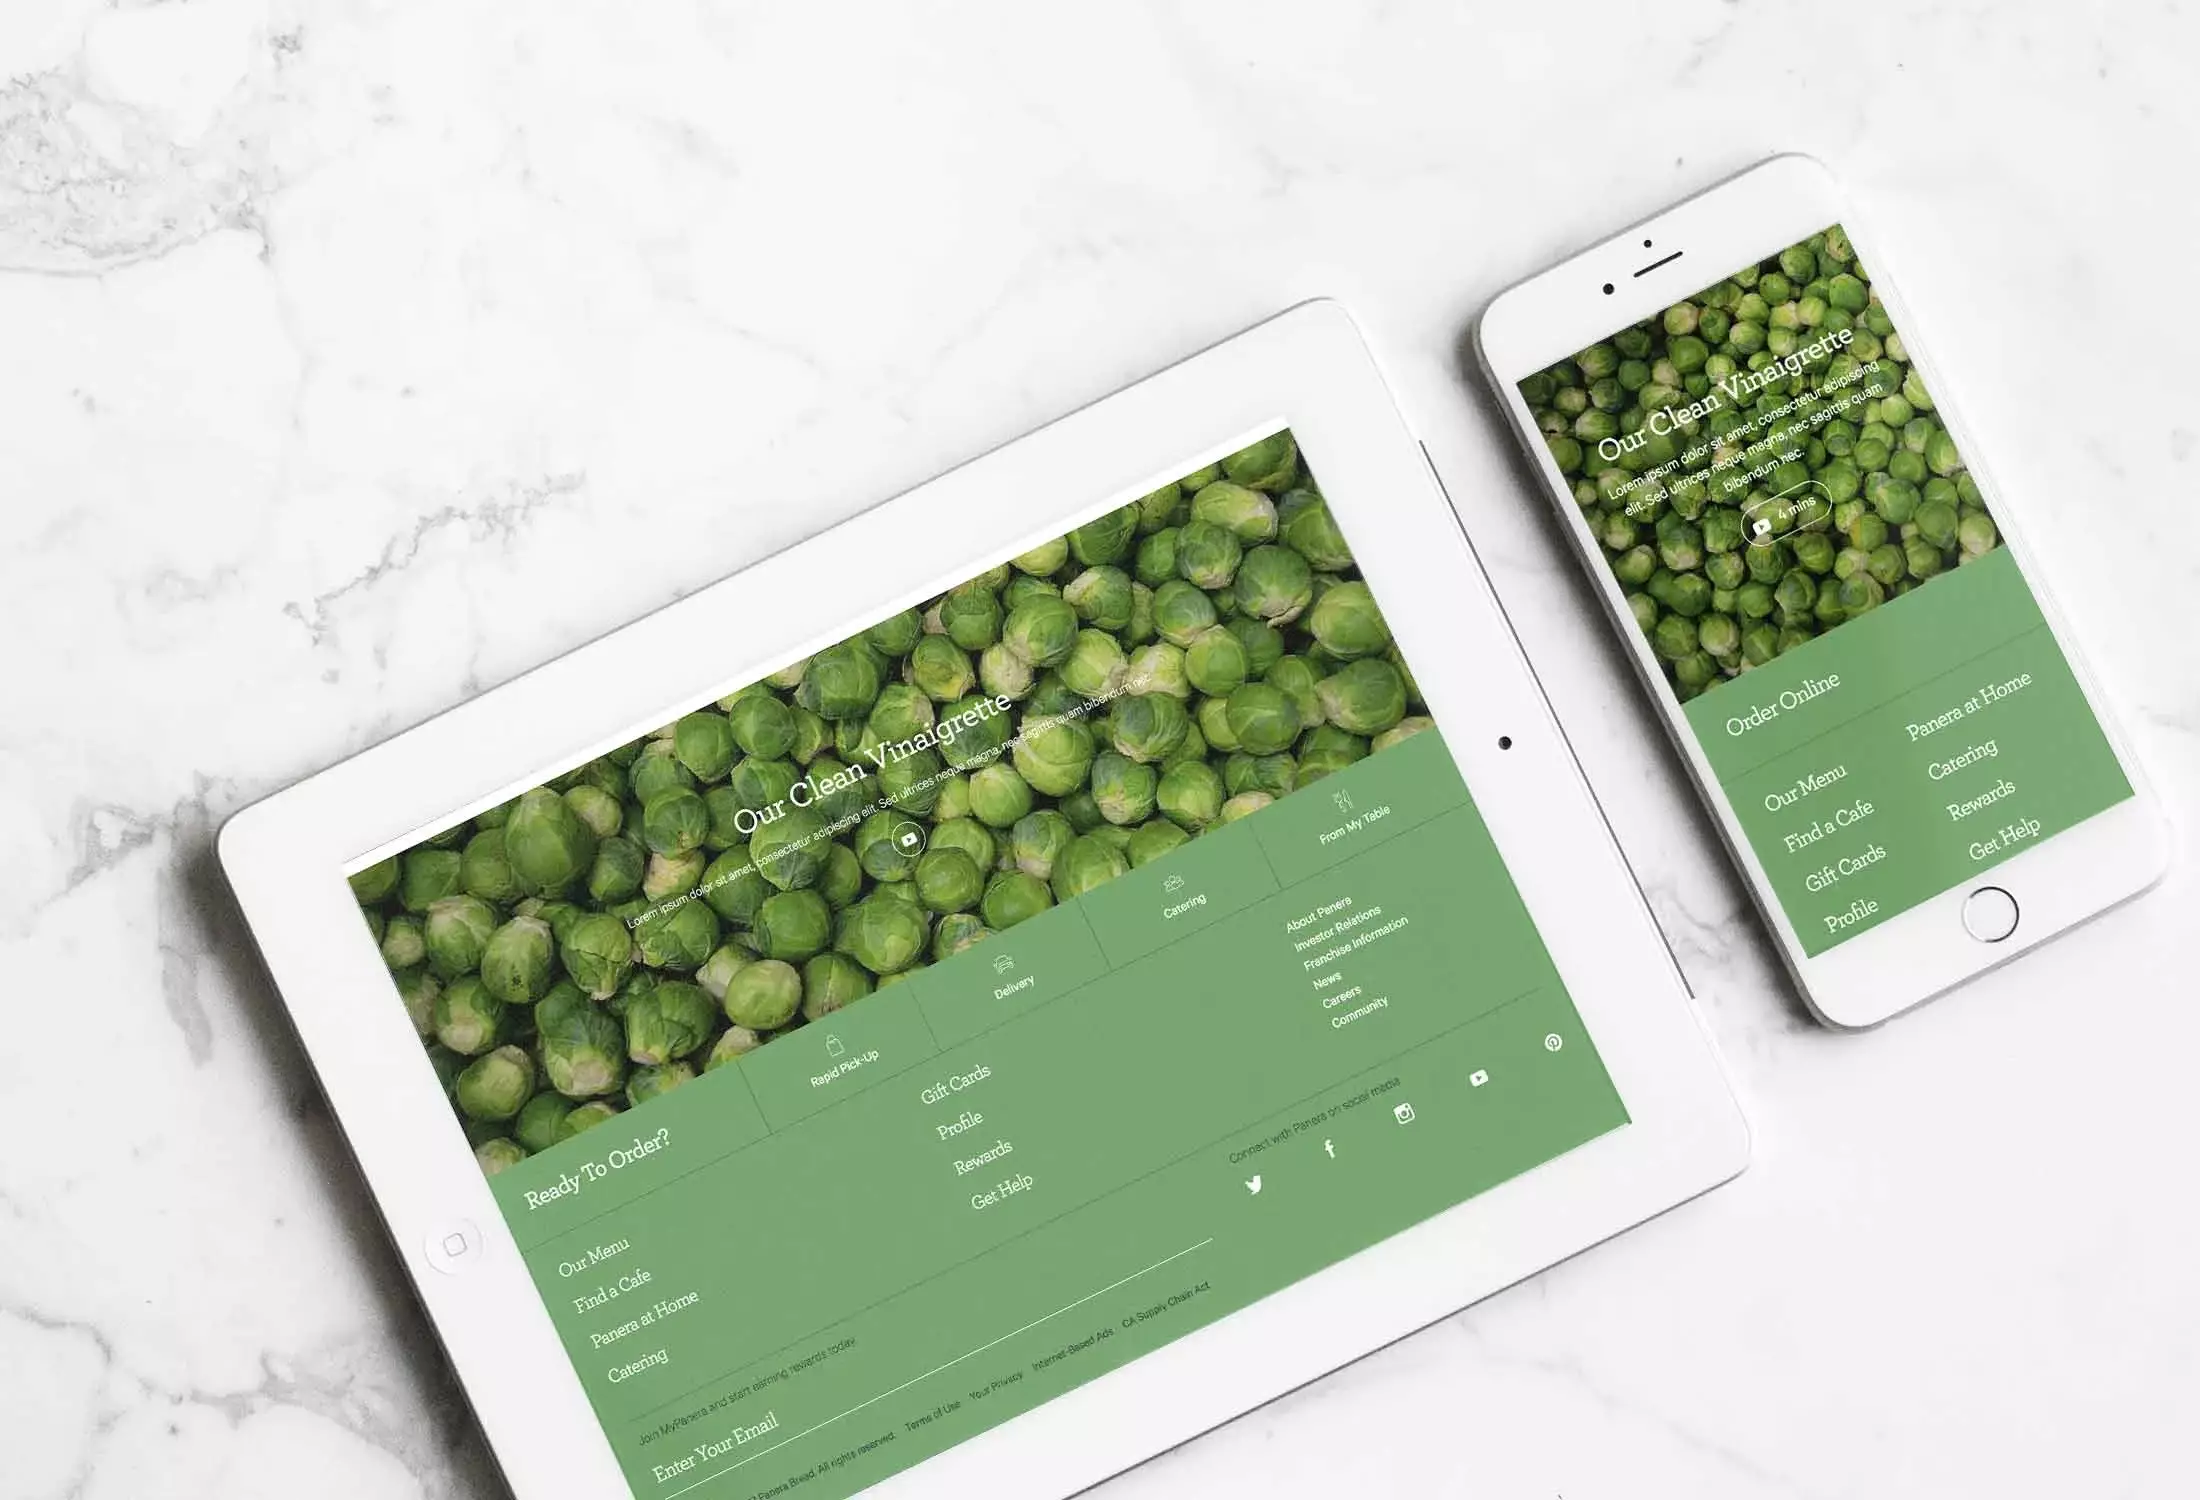 Our Clean Vinaigrette
Lorem ipsum dolor sit amet, consectetur adipiscing elit. Sed ultrices neque magna, nec sagittis quam bibendum nec.
Ready To Order?
Rapid Pick-Up
Delivery
Catering
From My Table
Our Menu
Find a Cafe
Panera at Home
Catering
Gift Cards
Profile
Rewards
Get Help
About Panera
Investor Relations
Franchise Information
News
Careers
Community
Join MyPanera and start earning rewards today.
Enter Your Email
Connect with Panera on social media
Panera Bread. All rights reserved. Terms of Use Your Privacy Internet-Based Ads CA Supply Chain Act
Our Clean Vinaigrette
Lorem ipsum dolor sit amet, consectetur adipiscing
elit. Sed ultrices neque magna, nec sagittis quam
bibendum nec.
4 mins
Order Online
Our Menu
Find a Cafe
Gift Cards
Profile
Panera at Home
Catering
Rewards
Get Help